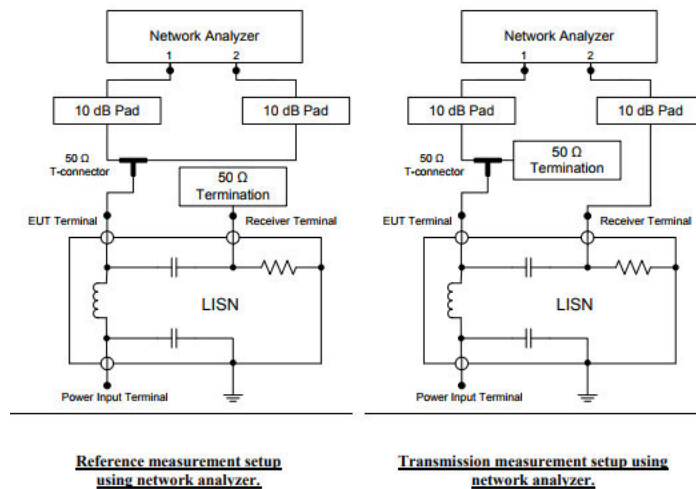 Network Analyzer
1 2
10 dB Pad
10 dB Pad
50 Ω
T-connector
50 Ω
Termination
EUT Terminal
Receiver Terminal
LISN
Power Input Terminal
Reference measurement setup
using network analyzer.
Network Analyzer
1 2
10 dB Pad
10 dB Pad
50 Ω
T-connector
50 Ω
Termination
EUT Terminal
Receiver Terminal
LISN
Power Input Terminal
Transmission measurement setup using
network analyzer.